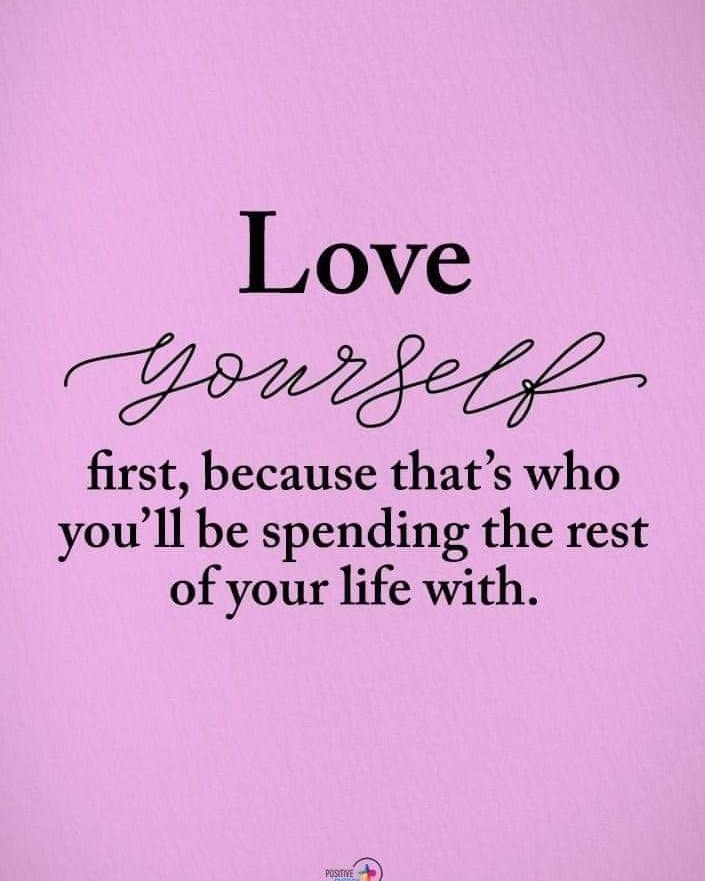 Love
yourself
first, because that's who
you'll be spending the rest
of your life with.
POSITIVE